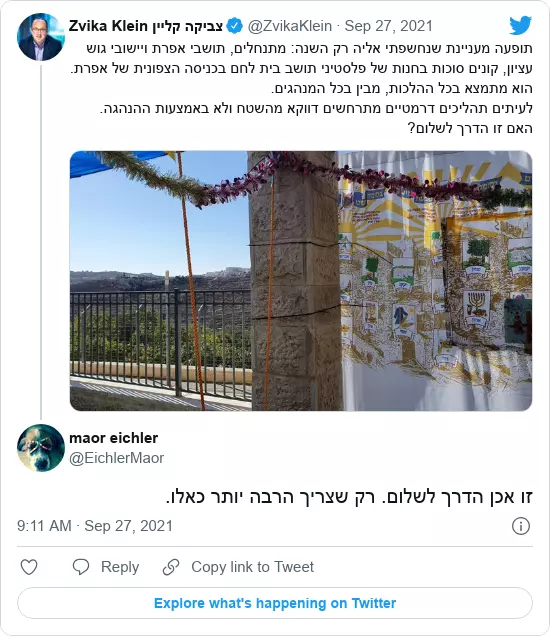 Zvika Klein צביקה קליין @ZvikaKlein · Sep 27, 2021
תופעה מעניינת שנחשפתי אליה רק השנה: מתנחלים, תושבי אפרת ויישובי גוש
עציון, קונים סוכות בחנות של פלסטיני תושב בית לחם בכניסה הצפונית של אפרת.
הוא מתמצא בכל ההלכות, מבין בכל המנהגים.
לעיתים תהליכים דרמטיים מתרחשים דווקא מהשטח ולא באמצעות ההנהגה.
האם זו הדרך לשלום?
maor eichler
@EichlerMaor
זו אכן הדרך לשלום. רק שצריך הרבה יותר כאלו.
9:11 AM · Sep 27, 2021
Reply
Copy link to Tweet
Explore what's happening on Twitter